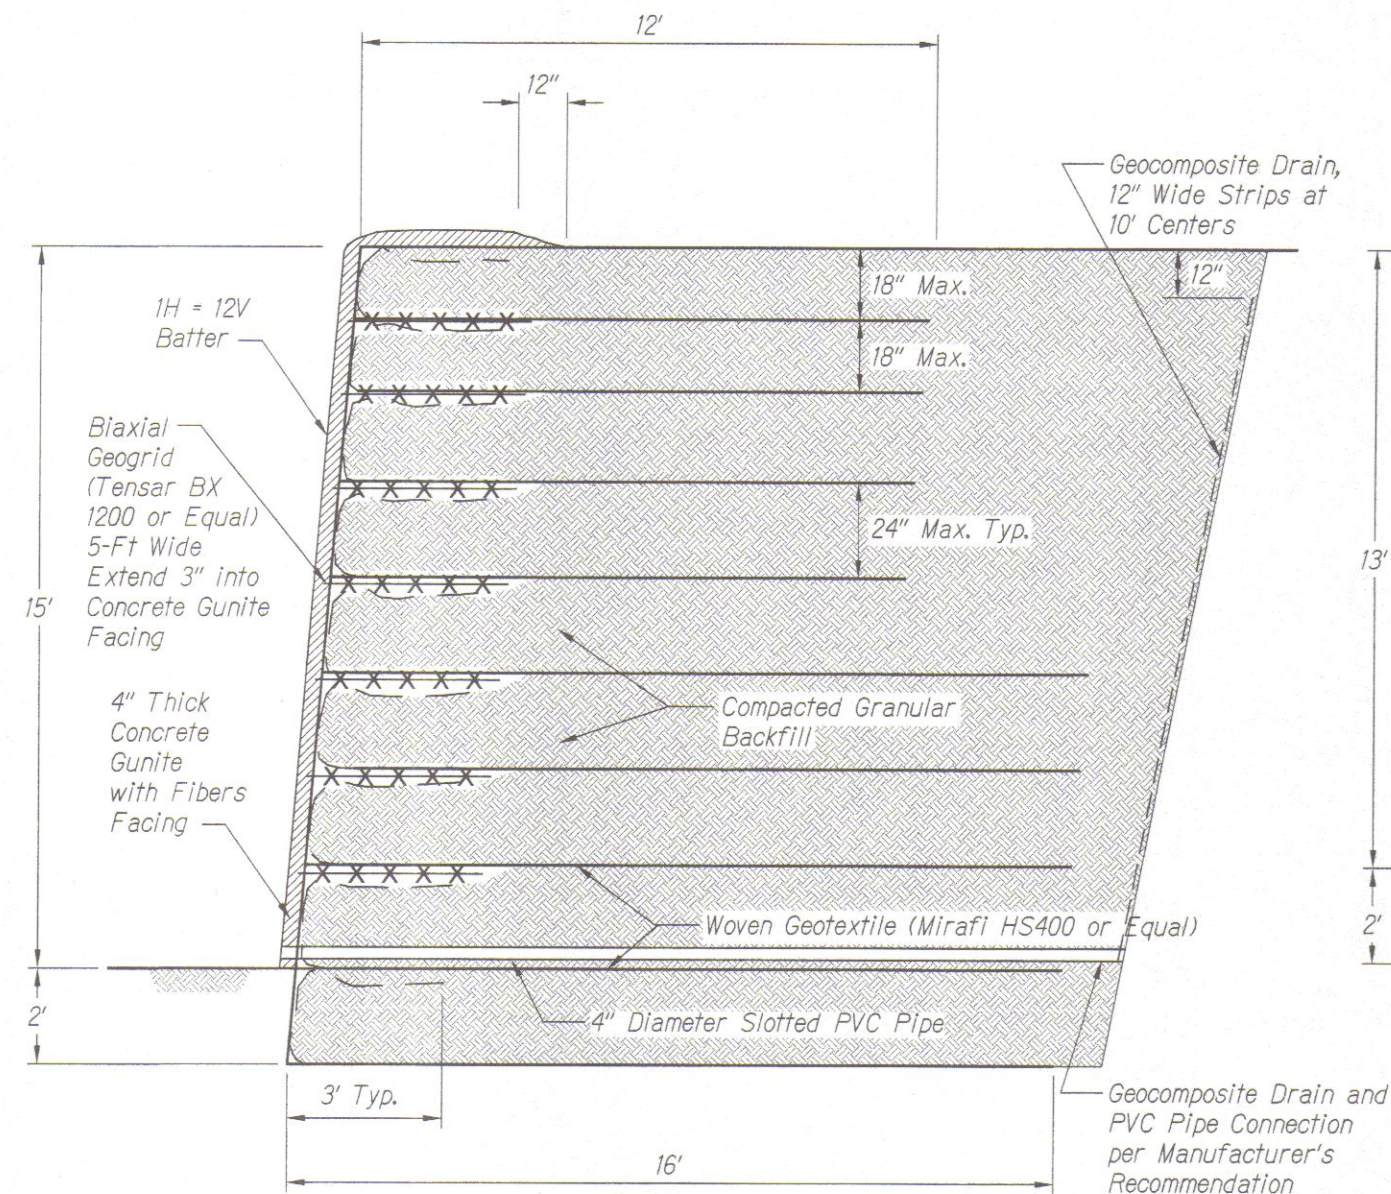 12'
12"
Geocomposite Drain,
12" Wide Strips at
10' Centers
12"
18" Max.
18" Max.
1H = 12V
Batter
Biaxial
Geogrid
(Tensar BX
1200 or Equal)
5-Ft Wide
Extend 3" into
Concrete Gunite
Facing
24" Max. Typ.
13'
15'
4" Thick
Concrete
Gunite
with Fibers
Facing
Compacted Granular
Backfill
Woven Geotextile (Mirafi HS400 or Equal)
2'
2'
4" Diameter Slotted PVC Pipe
3' Typ.
Geocomposite Drain and
PVC Pipe Connection
per Manufacturer's
Recommendation
16'